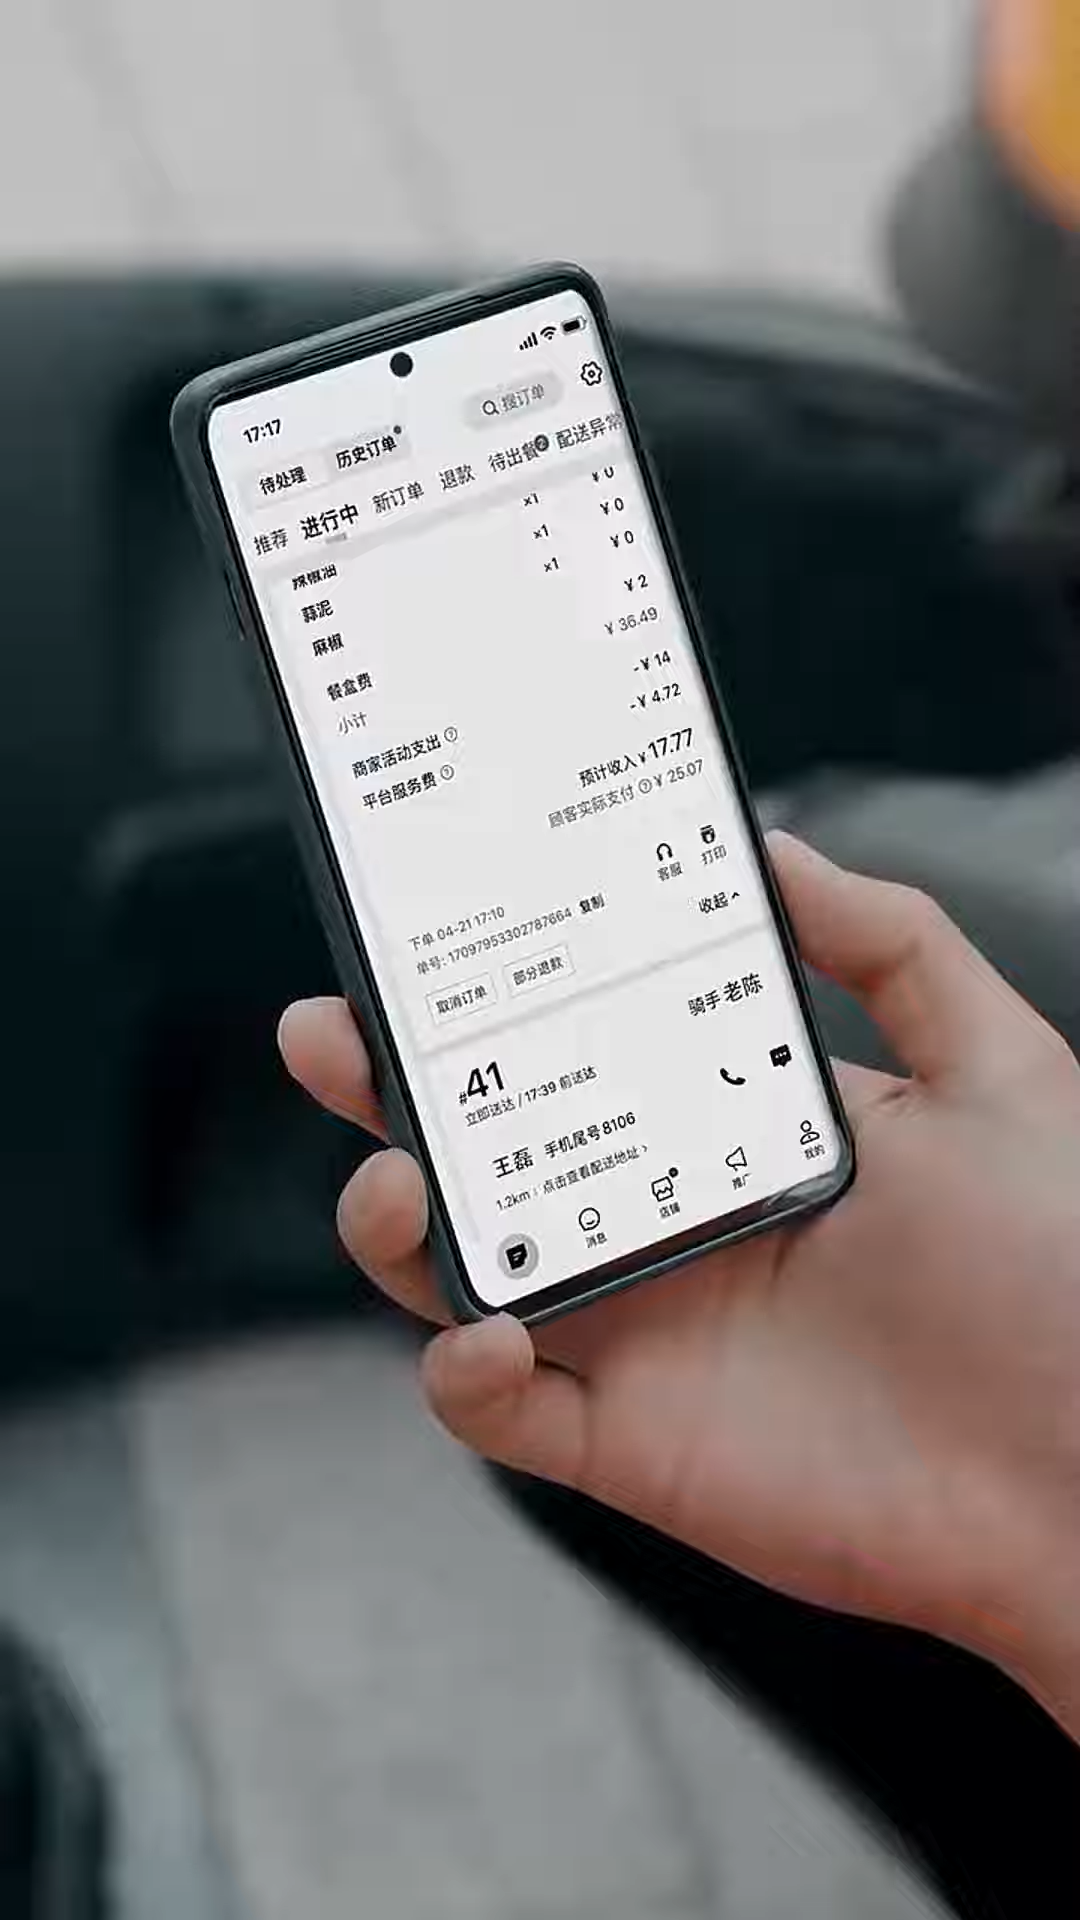 17:17
待处理 历史订单 搜订单
推荐 进行中 新订单 退款 待出餐 2 配送异常
辣椒油 ×1 ¥0
蒜泥 ×1 ¥0
麻椒 ×1 ¥0
餐盒费 ¥2
小计 ¥36.49
商家活动支出 ? -¥14
平台服务费 ? -¥4.72
预计收入¥17.77
顾客实际支付 ? ¥25.07
客服 打印
下单 04-21 17:10
单号: 17097953302787664 复制 收起
取消订单 部分退款
骑手老陈
#41
立即送达 / 17:39 前送达
王磊 手机尾号8106
1.2km | 点击查看配送地址 >
消息 店铺 推广 我的